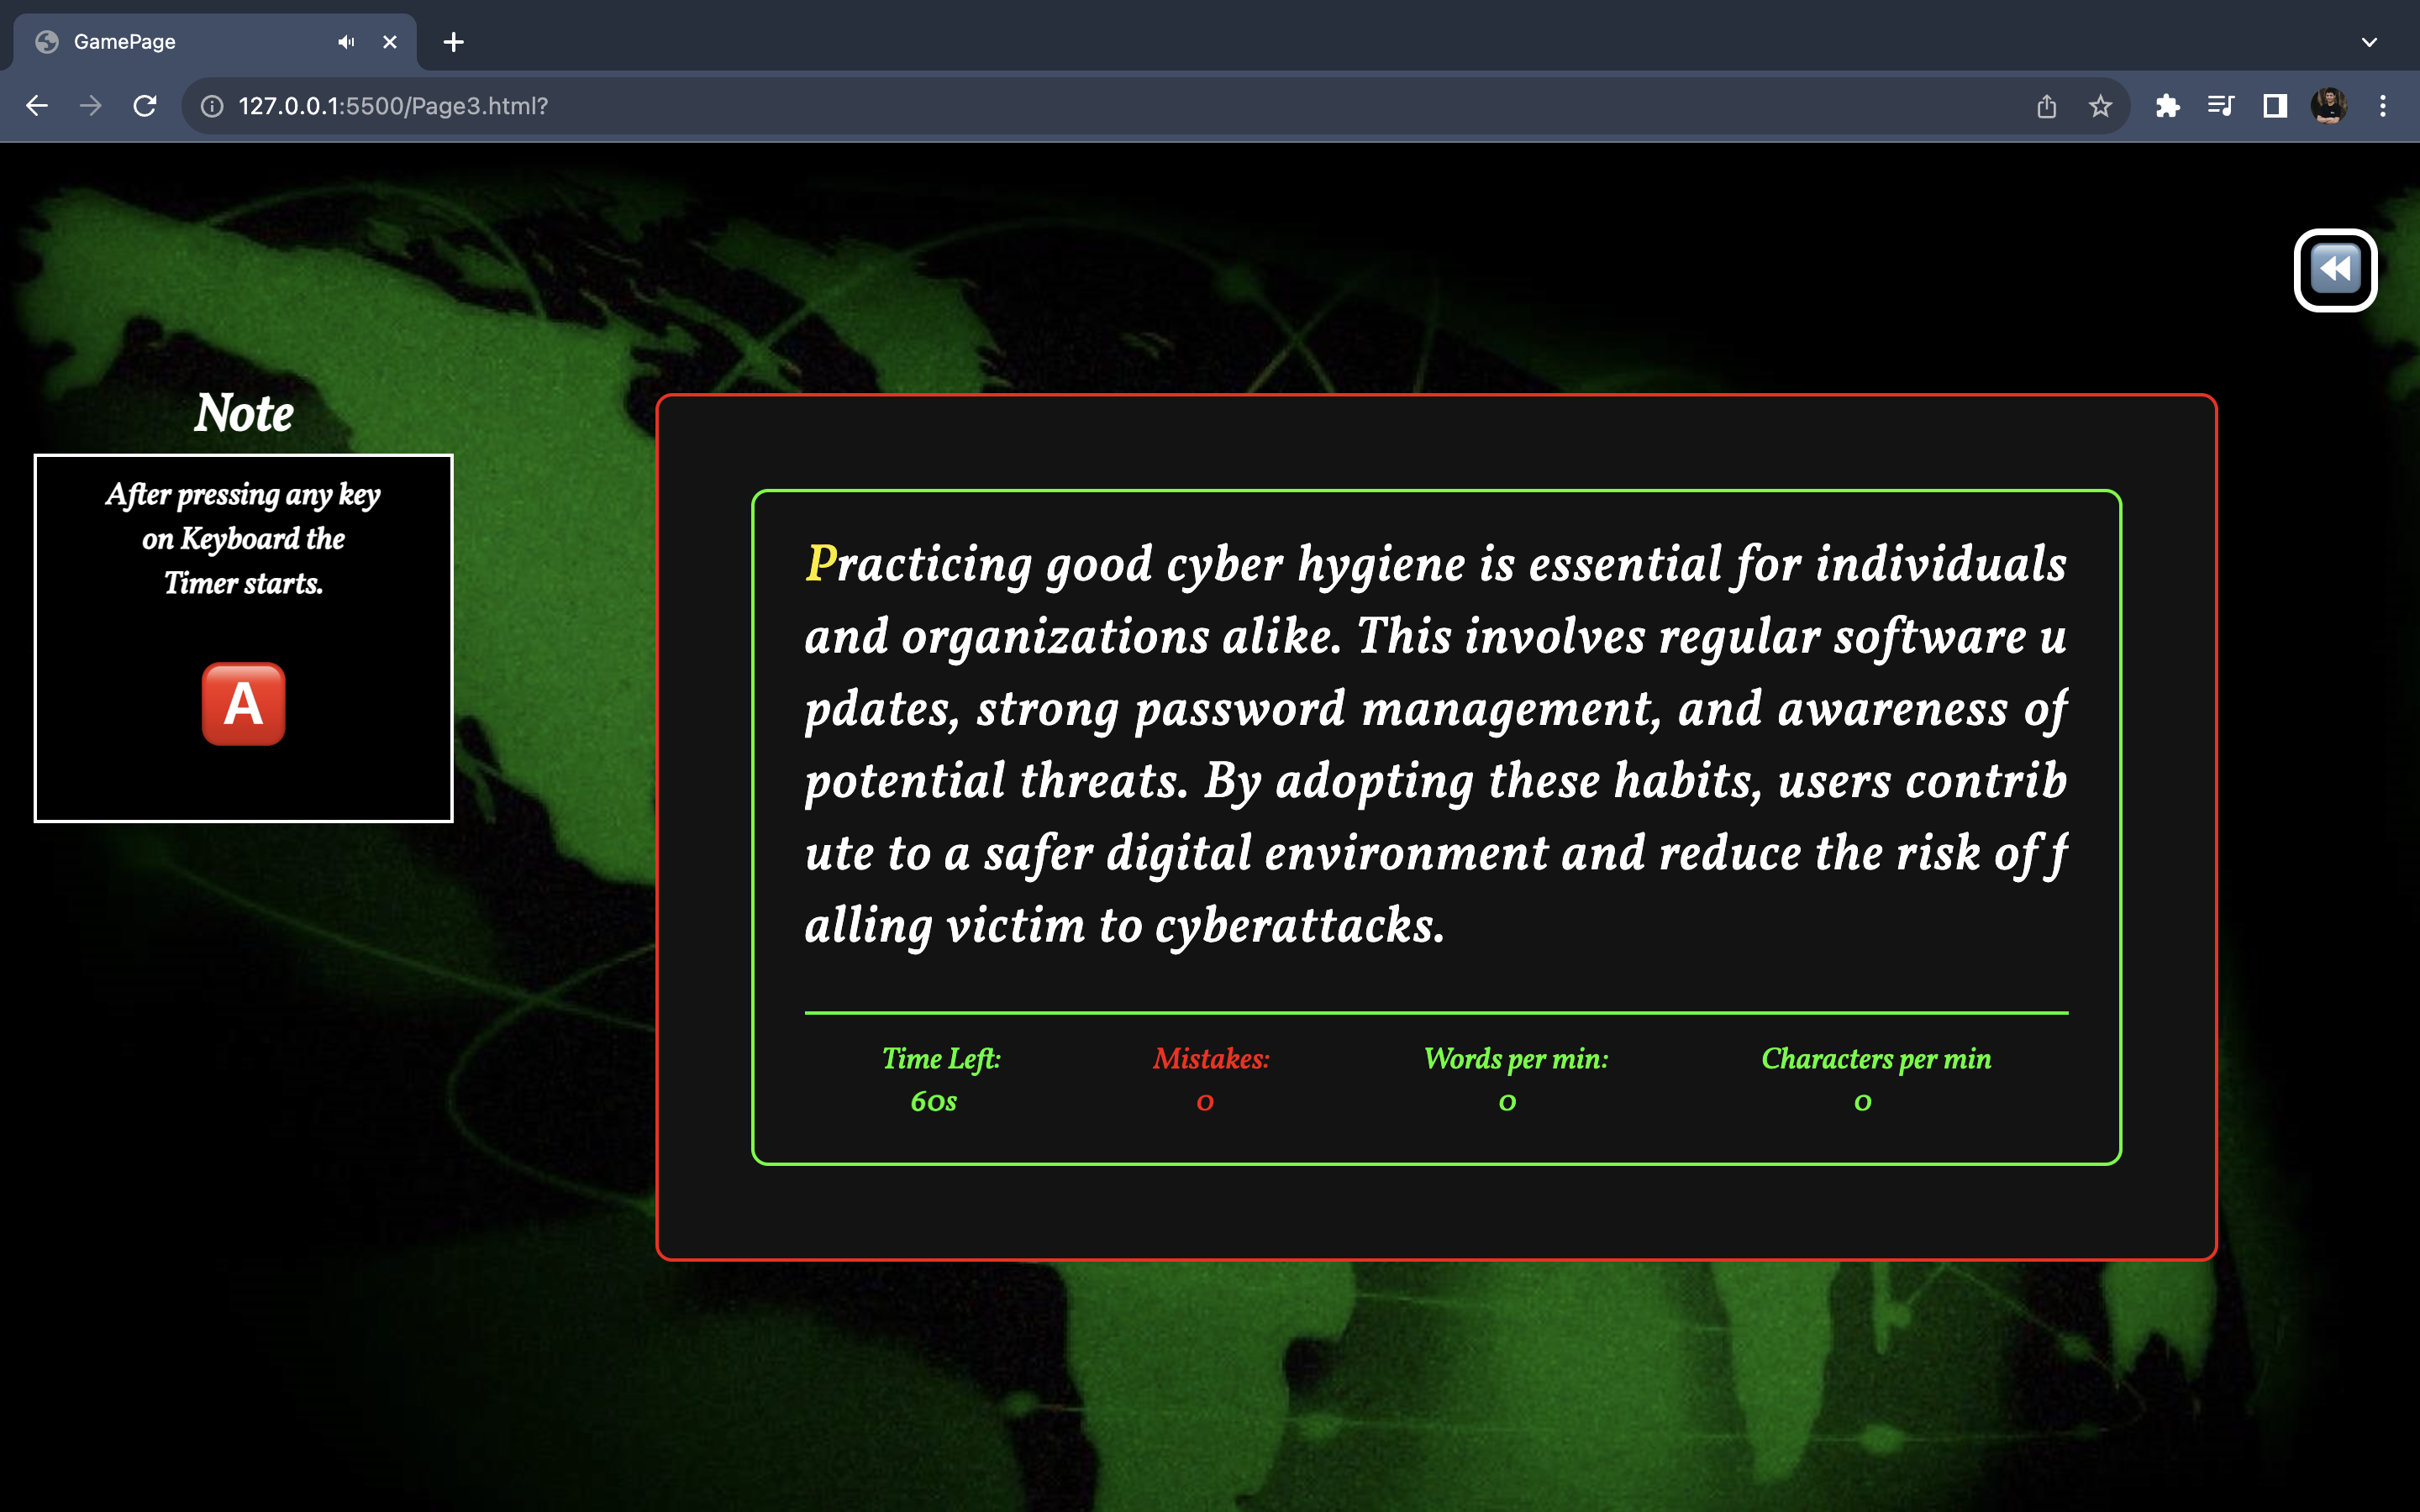 GamePage
127.0.0.1:5500/Page3.html?
Note
After pressing any key
on Keyboard the
Timer starts.
A
Practicing good cyber hygiene is essential for individuals
and organizations alike. This involves regular software u
pdates, strong password management, and awareness of
potential threats. By adopting these habits, users contrib
ute to a safer digital environment and reduce the risk of f
alling victim to cyberattacks.
Time Left: Mistakes: Words per min: Characters per min
60s 0 0 0